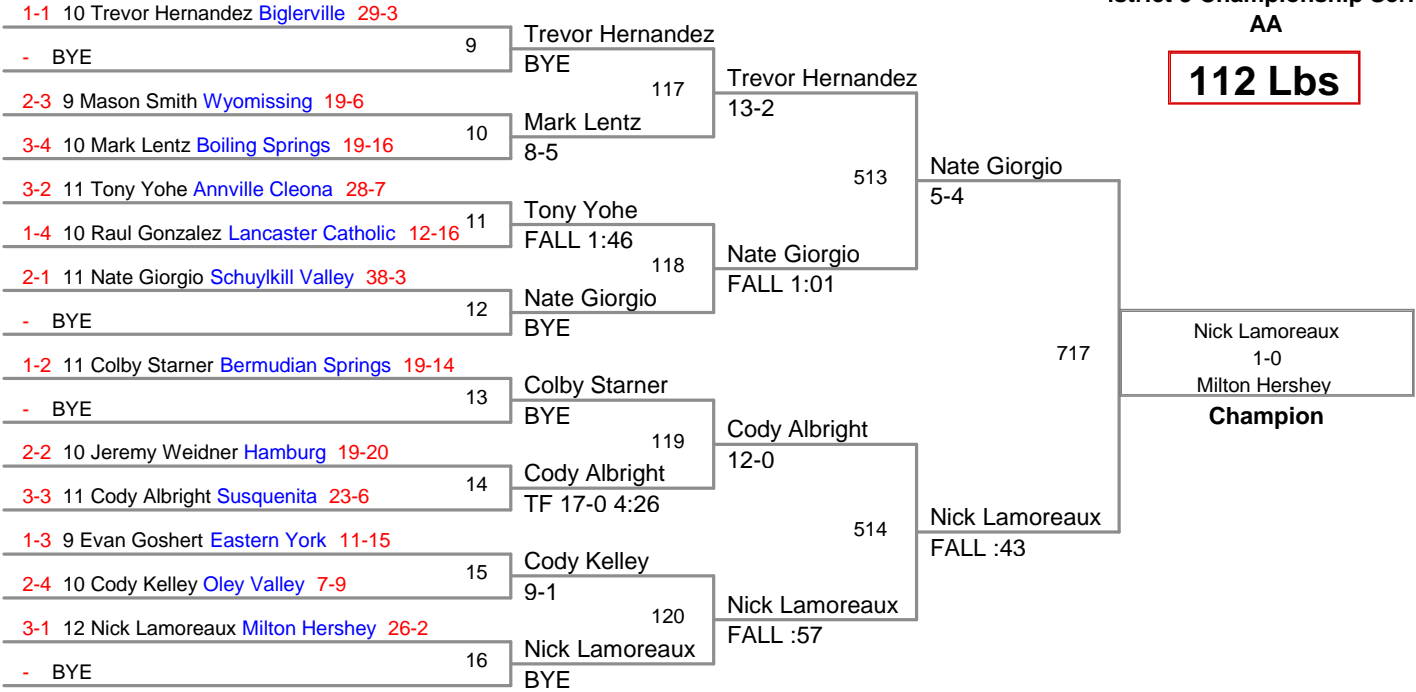 istrict 3 Championship Seri
AA
112 Lbs
1-1 10 Trevor Hernandez Biglerville 29-3
- BYE
9
2-3 9 Mason Smith Wyomissing 19-6
3-4 10 Mark Lentz Boiling Springs 19-16
10
3-2 11 Tony Yohe Annville Cleona 28-7
1-4 10 Raul Gonzalez Lancaster Catholic 12-16
11
2-1 11 Nate Giorgio Schuylkill Valley 38-3
- BYE
12
1-2 11 Colby Starner Bermudian Springs 19-14
- BYE
13
2-2 10 Jeremy Weidner Hamburg 19-20
3-3 11 Cody Albright Susquenita 23-6
14
1-3 9 Evan Goshert Eastern York 11-15
2-4 10 Cody Kelley Oley Valley 7-9
15
3-1 12 Nick Lamoreaux Milton Hershey 26-2
- BYE
16
Trevor Hernandez
BYE
117
Mark Lentz
8-5
Tony Yohe
FALL 1:46
118
Nate Giorgio
BYE
Colby Starner
BYE
119
Cody Albright
TF 17-0 4:26
Cody Kelley
9-1
120
Nick Lamoreaux
BYE
Trevor Hernandez
13-2
513
Nate Giorgio
FALL 1:01
Cody Albright
12-0
514
Nick Lamoreaux
FALL :57
Nate Giorgio
5-4
717
Nick Lamoreaux
FALL :43
Nick Lamoreaux
1-0
Milton Hershey
Champion